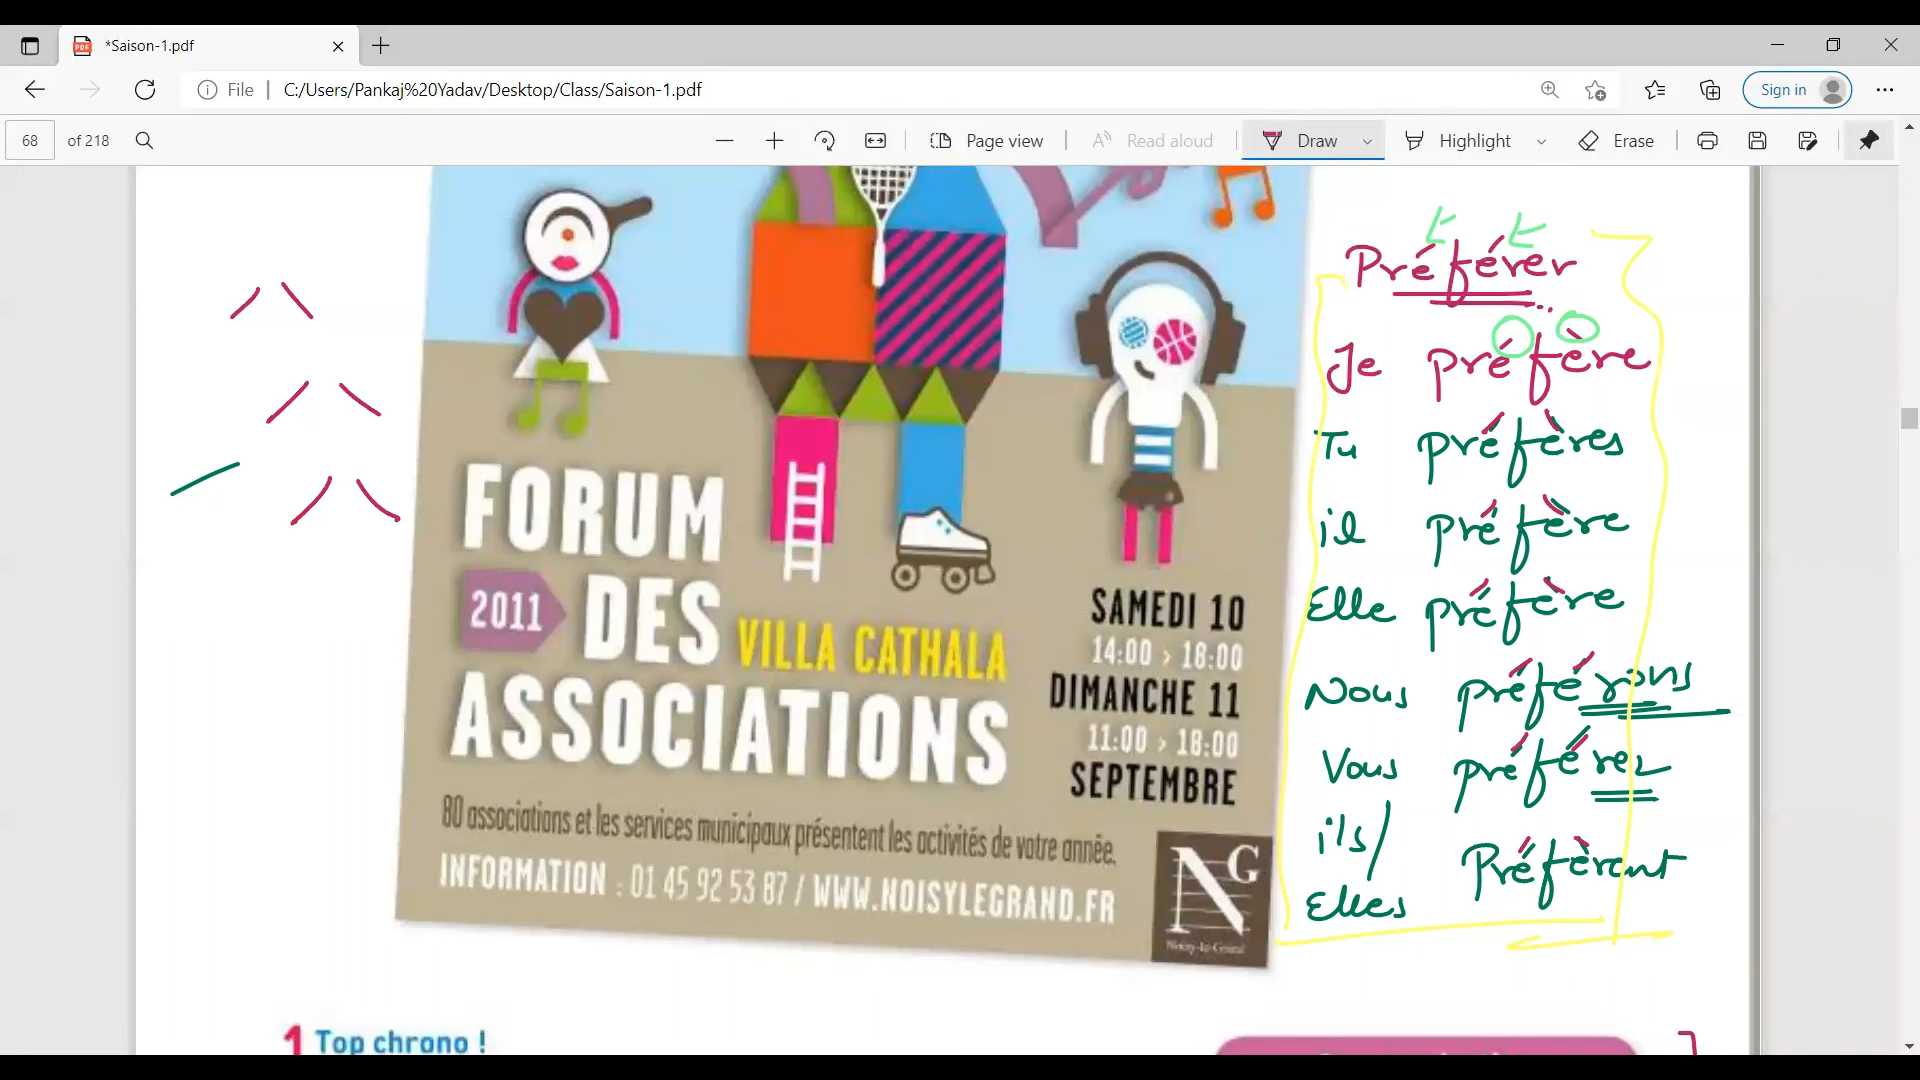 *Saison-1.pdf
File | C:/Users/Pankaj%20Yadav/Desktop/Class/Saison-1.pdf
Sign in
68 of 218
Page view
Read aloud
Draw
Highlight
Erase
Préférer
Je préfère
Tu préfères
il préfère
Elle préfère
Nous préférons
Vous préférez
ils/
Elles Préfèrent
FORUM
2011 DES
VILLA CATHALA
ASSOCIATIONS
SAMEDI 10
14:00 > 18:00
DIMANCHE 11
11:00 > 18:00
SEPTEMBRE
80 associations et les services municipaux présentent les activités de votre année.
INFORMATION : 01 45 92 53 87 / WWW.NOISYLEGRAND.FR
NG
Noisy-le-Grand
1 Top chrono !